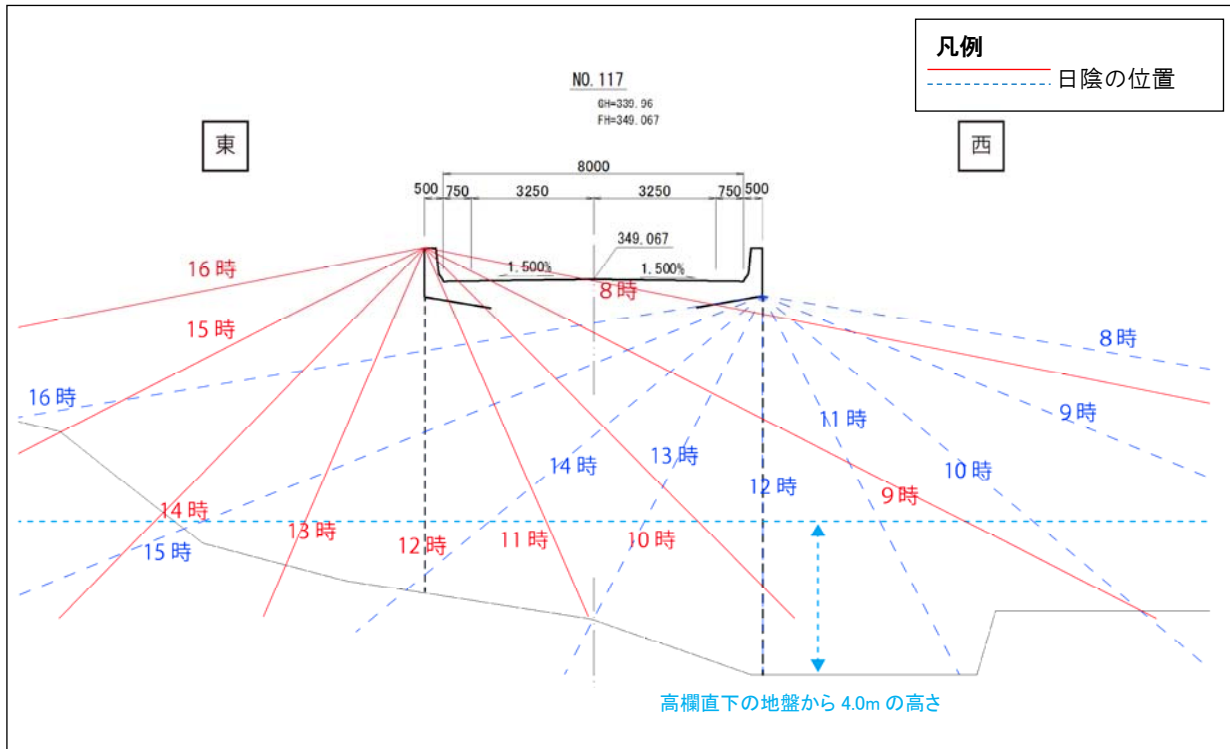 凡例
日陰の位置
NO. 117
GH=339.96
FH=349.067
東
西
8000
500 750 3250 3250 750 500
349.067
1.500% 1.500%
16時
8時
15時
8時
16時
9時
11時
13時
14時
10時
12時
9時
14時
13時
12時
11時
10時
15時
高欄直下の地盤から 4.0m の高さ